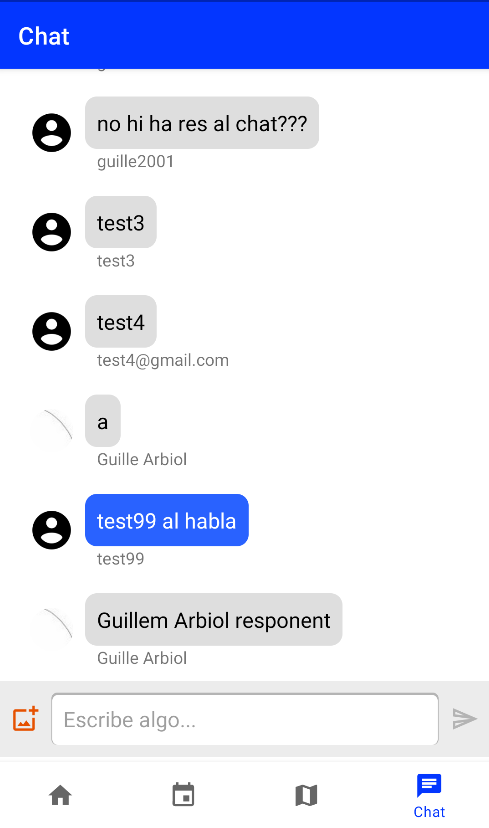 Chat
no hi ha res al chat???
guille2001
test3
test3
test4
test4@gmail.com
a
Guille Arbiol
test99 al habla
test99
Guillem Arbiol responent
Guille Arbiol
Escribe algo...
Chat